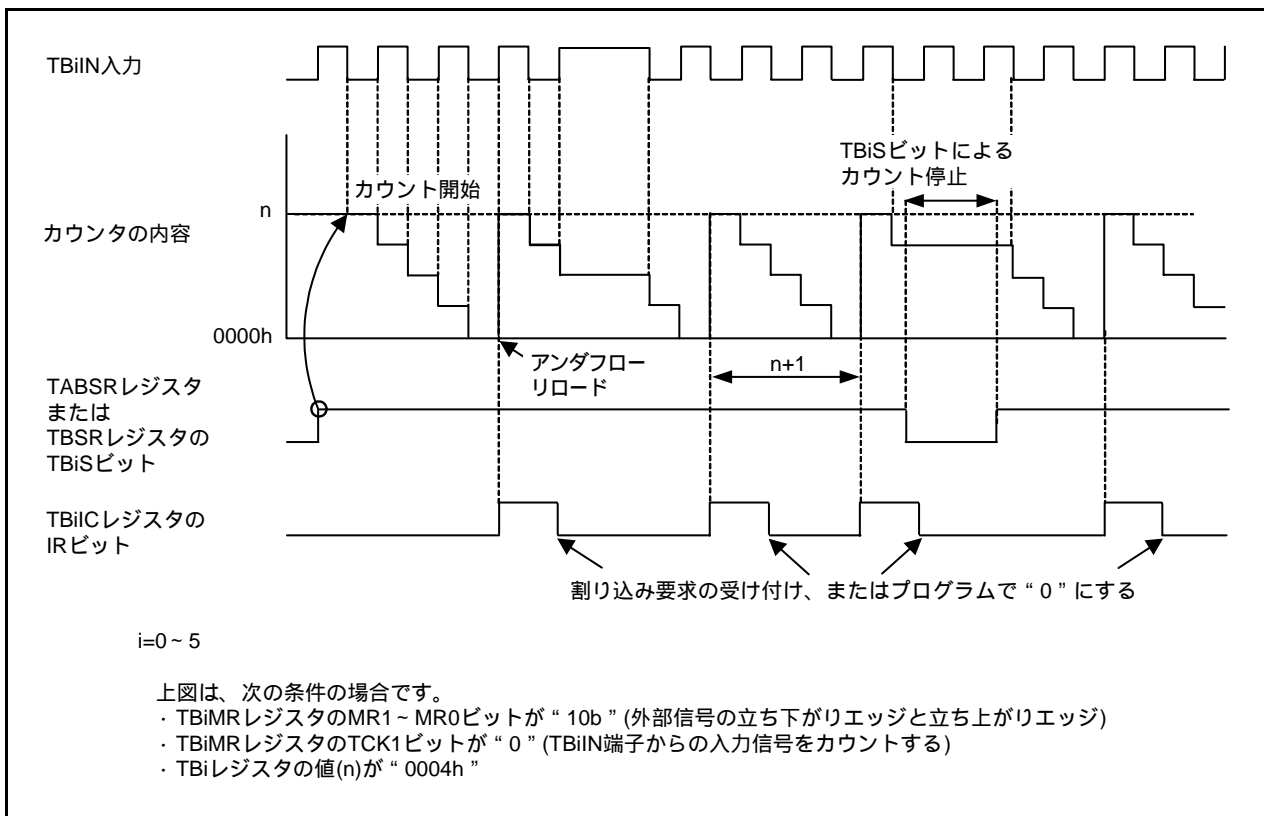 TBiIN入力
TBiSビットによる
カウント停止
カウント開始
n
カウンタの内容
0000h
アンダフロー
リロード
n+1
TABSRレジスタ
または
TBSRレジスタの
TBiSビット
TBiICレジスタの
IRビット
割り込み要求の受け付け、またはプログラムで“0”にする
i=0~5
上図は、次の条件の場合です。
・TBiMRレジスタのMR1~MR0ビットが“10b”(外部信号の立ち下がりエッジと立ち上がりエッジ)
・TBiMRレジスタのTCK1ビットが“0”(TBiIN端子からの入力信号をカウントする)
・TBiレジスタの値(n)が“0004h”